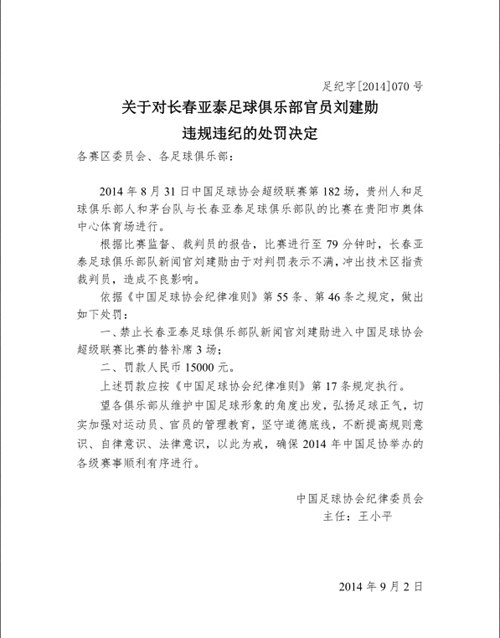 足纪字[2014]070 号
关于对长春亚泰足球俱乐部官员刘建勋
违规违纪的处罚决定
各赛区委员会、各足球俱乐部：
2014 年 8 月 31 日中国足球协会超级联赛第 182 场，贵州人和足
球俱乐部人和茅台队与长春亚泰足球俱乐部队的比赛在贵阳市奥体
中心体育场进行。
根据比赛监督、裁判员的报告，比赛进行至 79 分钟时，长春亚
泰足球俱乐部队新闻官刘建勋由于对判罚表示不满，冲出技术区指责
裁判员，造成不良影响。
依据《中国足球协会纪律准则》第 55 条、第 46 条之规定，做出
如下处罚：
一、禁止长春亚泰足球俱乐部队新闻官刘建勋进入中国足球协会
超级联赛比赛的替补席 3 场；
二、罚款人民币 15000 元。
上述罚款应按《中国足球协会纪律准则》第 17 条规定执行。
望各俱乐部从维护中国足球形象的角度出发，弘扬足球正气，切
实加强对运动员、官员的管理教育，坚守道德底线，不断提高规则意
识、自律意识、法律意识，以此为戒，确保 2014 年中国足协举办的
各级赛事顺利有序进行。
中国足球协会纪律委员会
主任：王小平
2014 年 9 月 2 日